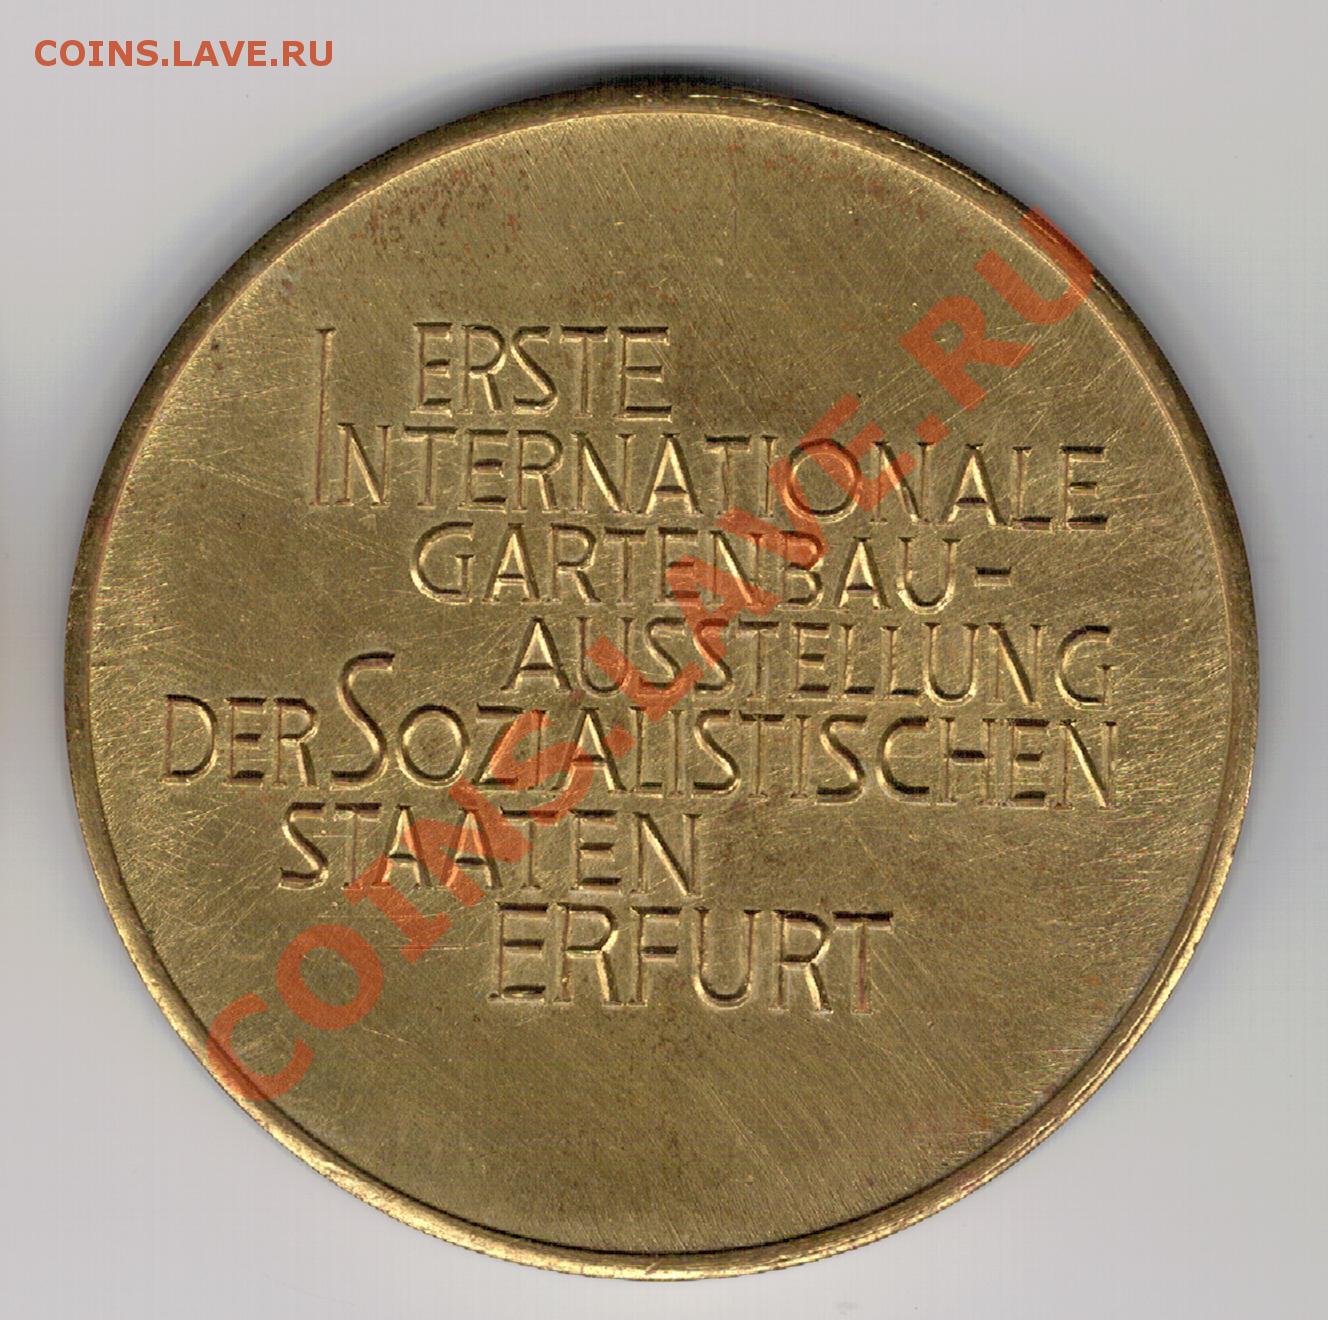 COINS.LAVE.RU
ERSTE
INTERNATIONALE
GARTENBAU-
AUSSTELLUNG
DER SOZIALISTISCHEN
STAATEN
ERFURT
COINS.LAVE.RU